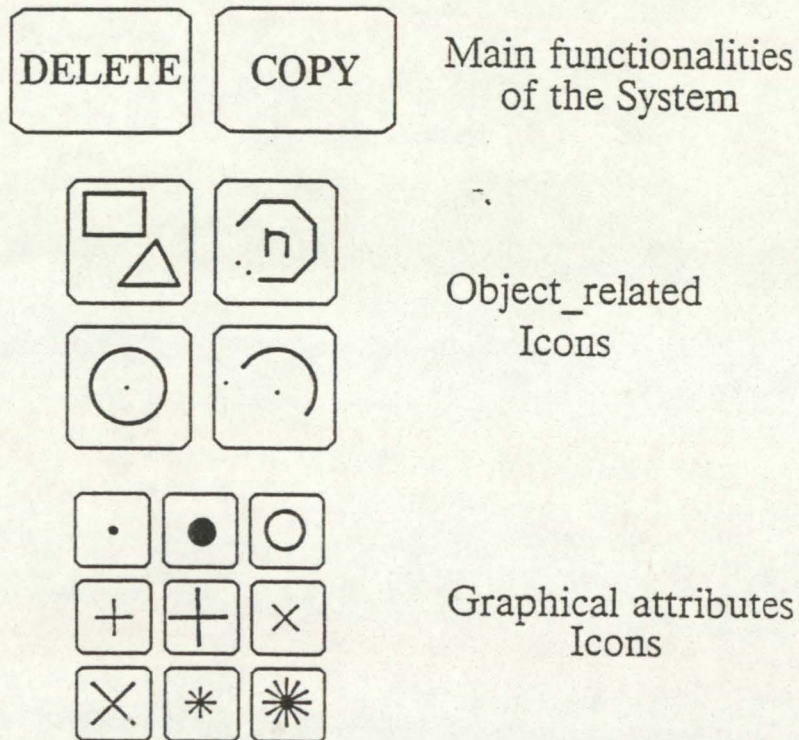 DELETE COPY Main functionalities
of the System
n
Object_related
Icons
Graphical attributes
Icons